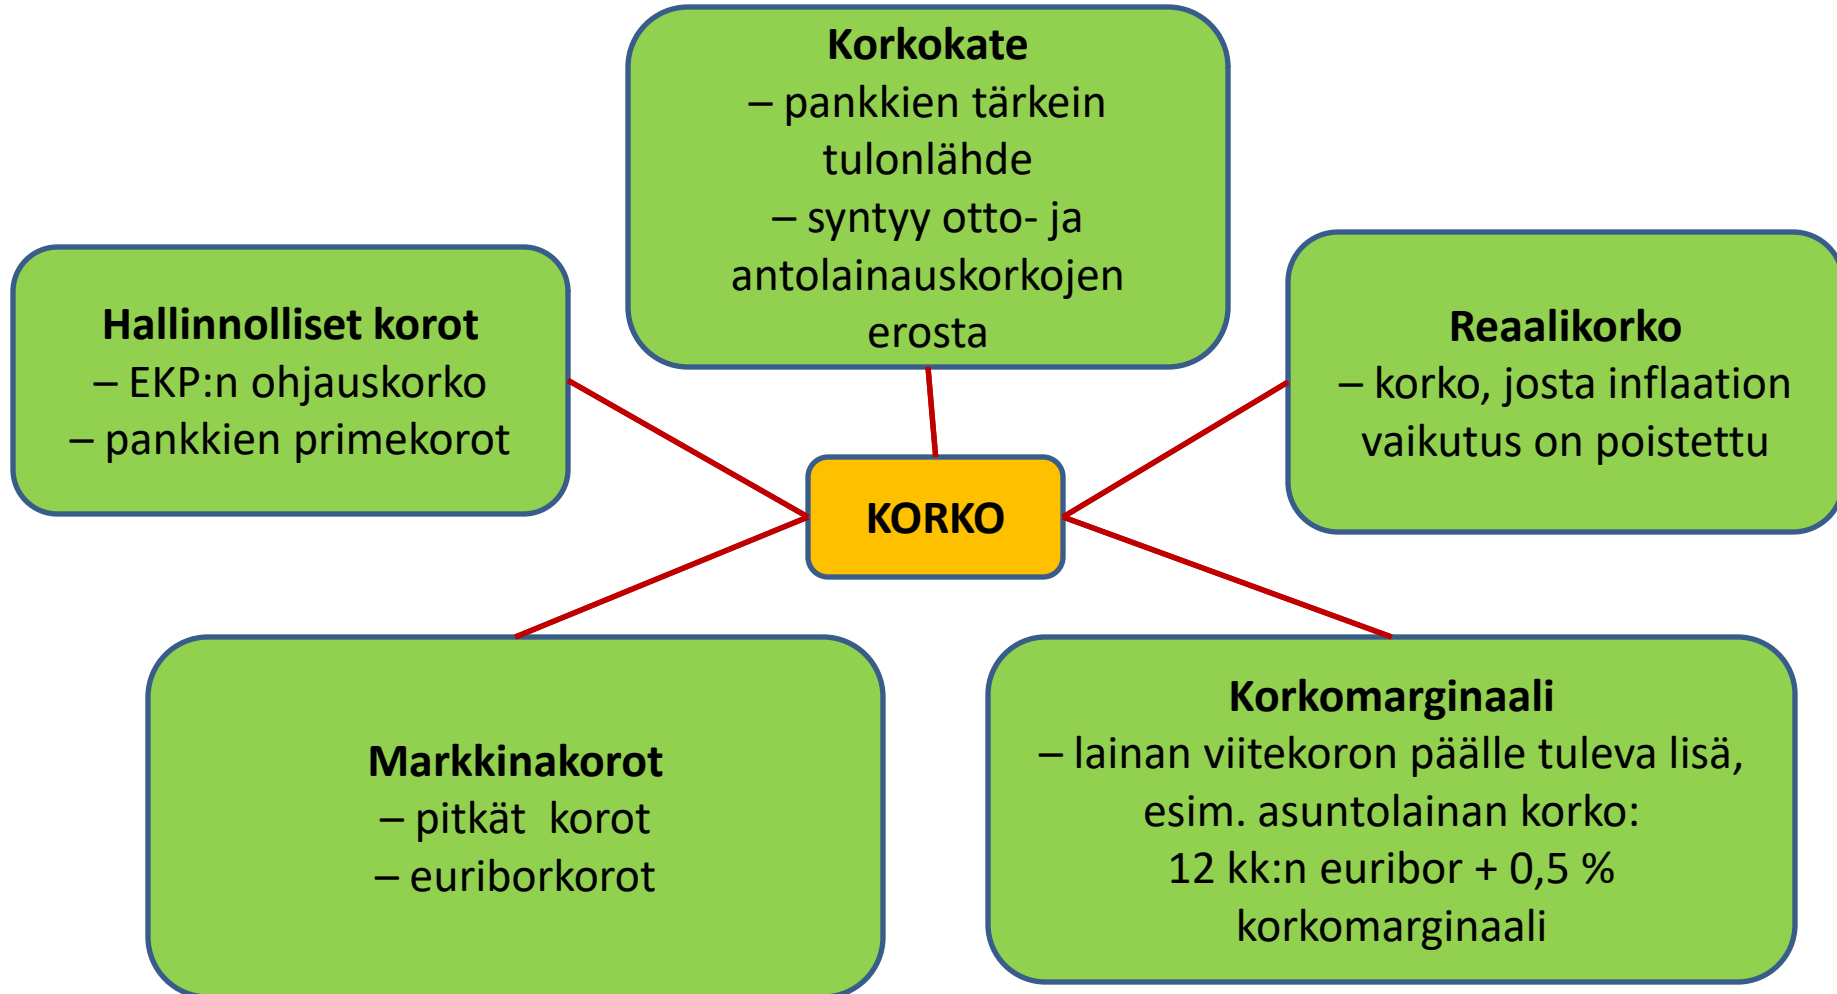 Korkokate
– pankkien tärkein
tulonlähde
– syntyy otto- ja
antolainauskorkojen
erosta
Hallinnolliset korot
– EKP:n ohjauskorko
– pankkien primekorot
Reaalikorko
– korko, josta inflaation
vaikutus on poistettu
KORKO
Markkinakorot
– pitkät korot
– euriborkorot
Korkomarginaali
– lainan viitekoron päälle tuleva lisä,
esim. asuntolainan korko:
12 kk:n euribor + 0,5 %
korkomarginaali